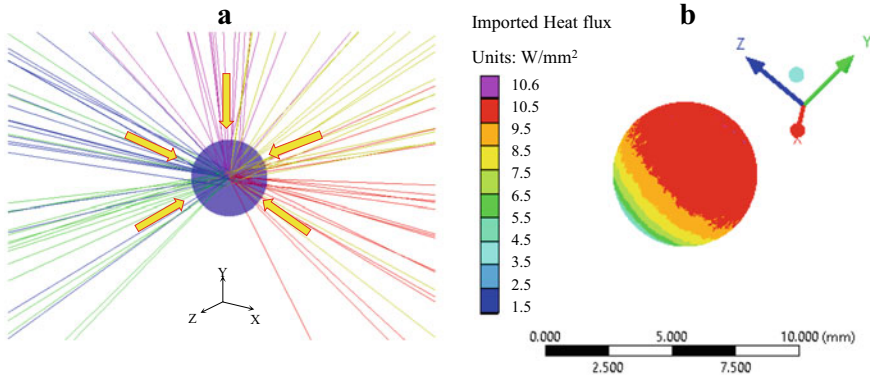 a
Y
Z
X
Imported Heat flux
Units: W/mm²
10.6
10.5
9.5
8.5
7.5
6.5
5.5
4.5
3.5
2.5
1.5
b
Z
Y
X
0.000
5.000
10.000 (mm)
2.500
7.500